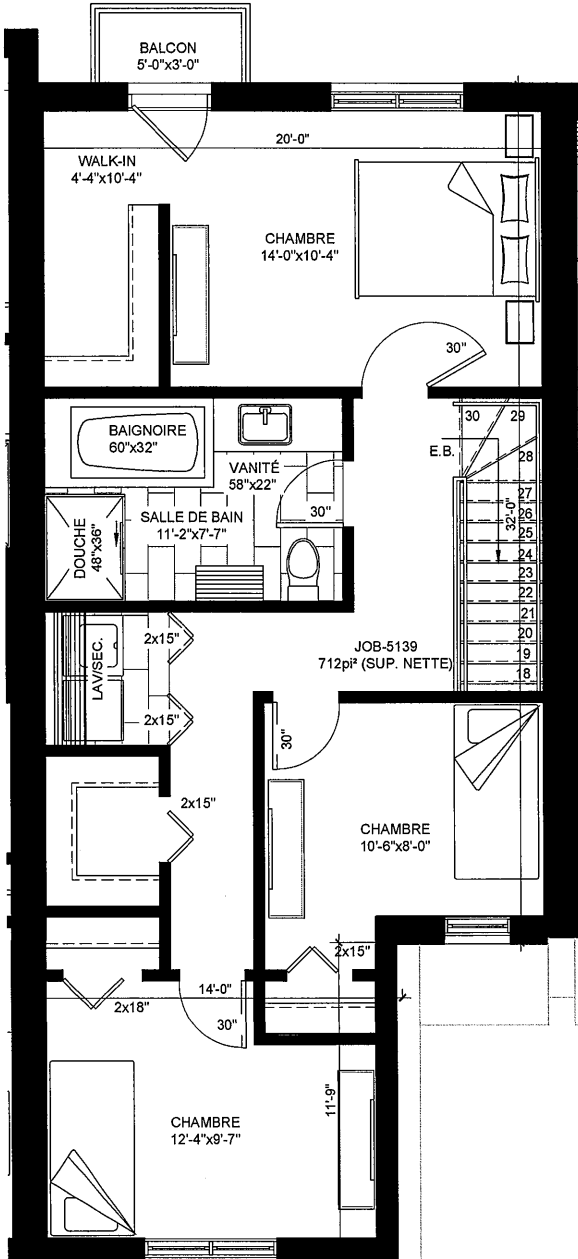 BALCON
5'-0"x3'-0"
20'-0"
WALK-IN
4'-4"x10'-4"
CHAMBRE
14'-0"x10'-4"
30"
BAIGNOIRE
60"x32"
VANITÉ
58"x22"
30"
SALLE DE BAIN
11'-2"x7'-7"
DOUCHE
48"x36"
E.B.
30
29
28
27
26
25
24
23
22
21
20
19
18
32'-0"
LAV/SEC.
2x15"
2x15"
JOB-5139
712pi² (SUP. NETTE)
30"
2x15"
CHAMBRE
10'-6"x8'-0"
2x15"
14'-0"
2x18"
30"
11'-9"
CHAMBRE
12'-4"x9'-7"